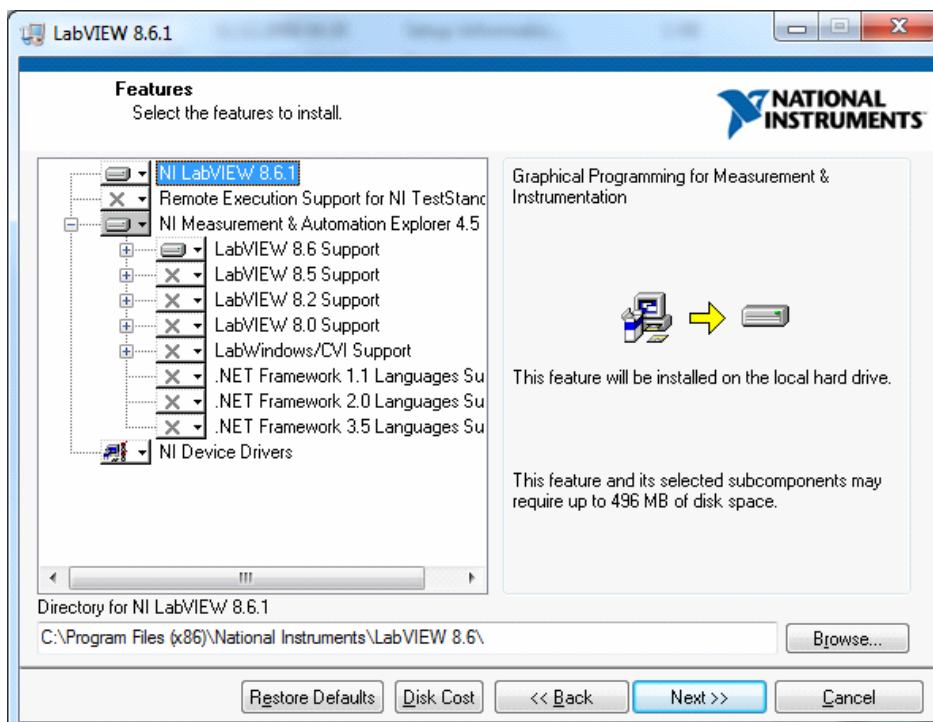 LabVIEW 8.6.1
Features
Select the features to install.
NATIONAL
INSTRUMENTS
NI LabVIEW 8.6.1
Remote Execution Support for NI TestStand
NI Measurement & Automation Explorer 4.5
LabVIEW 8.6 Support
LabVIEW 8.5 Support
LabVIEW 8.2 Support
LabVIEW 8.0 Support
LabWindows/CVI Support
.NET Framework 1.1 Languages Su
.NET Framework 2.0 Languages Su
.NET Framework 3.5 Languages Su
NI Device Drivers
Graphical Programming for Measurement &
Instrumentation
This feature will be installed on the local hard drive.
This feature and its selected subcomponents may
require up to 496 MB of disk space.
Directory for NI LabVIEW 8.6.1
C:\Program Files (x86)\National Instruments\LabVIEW 8.6\
Browse...
Restore Defaults
Disk Cost
<< Back
Next >>
Cancel